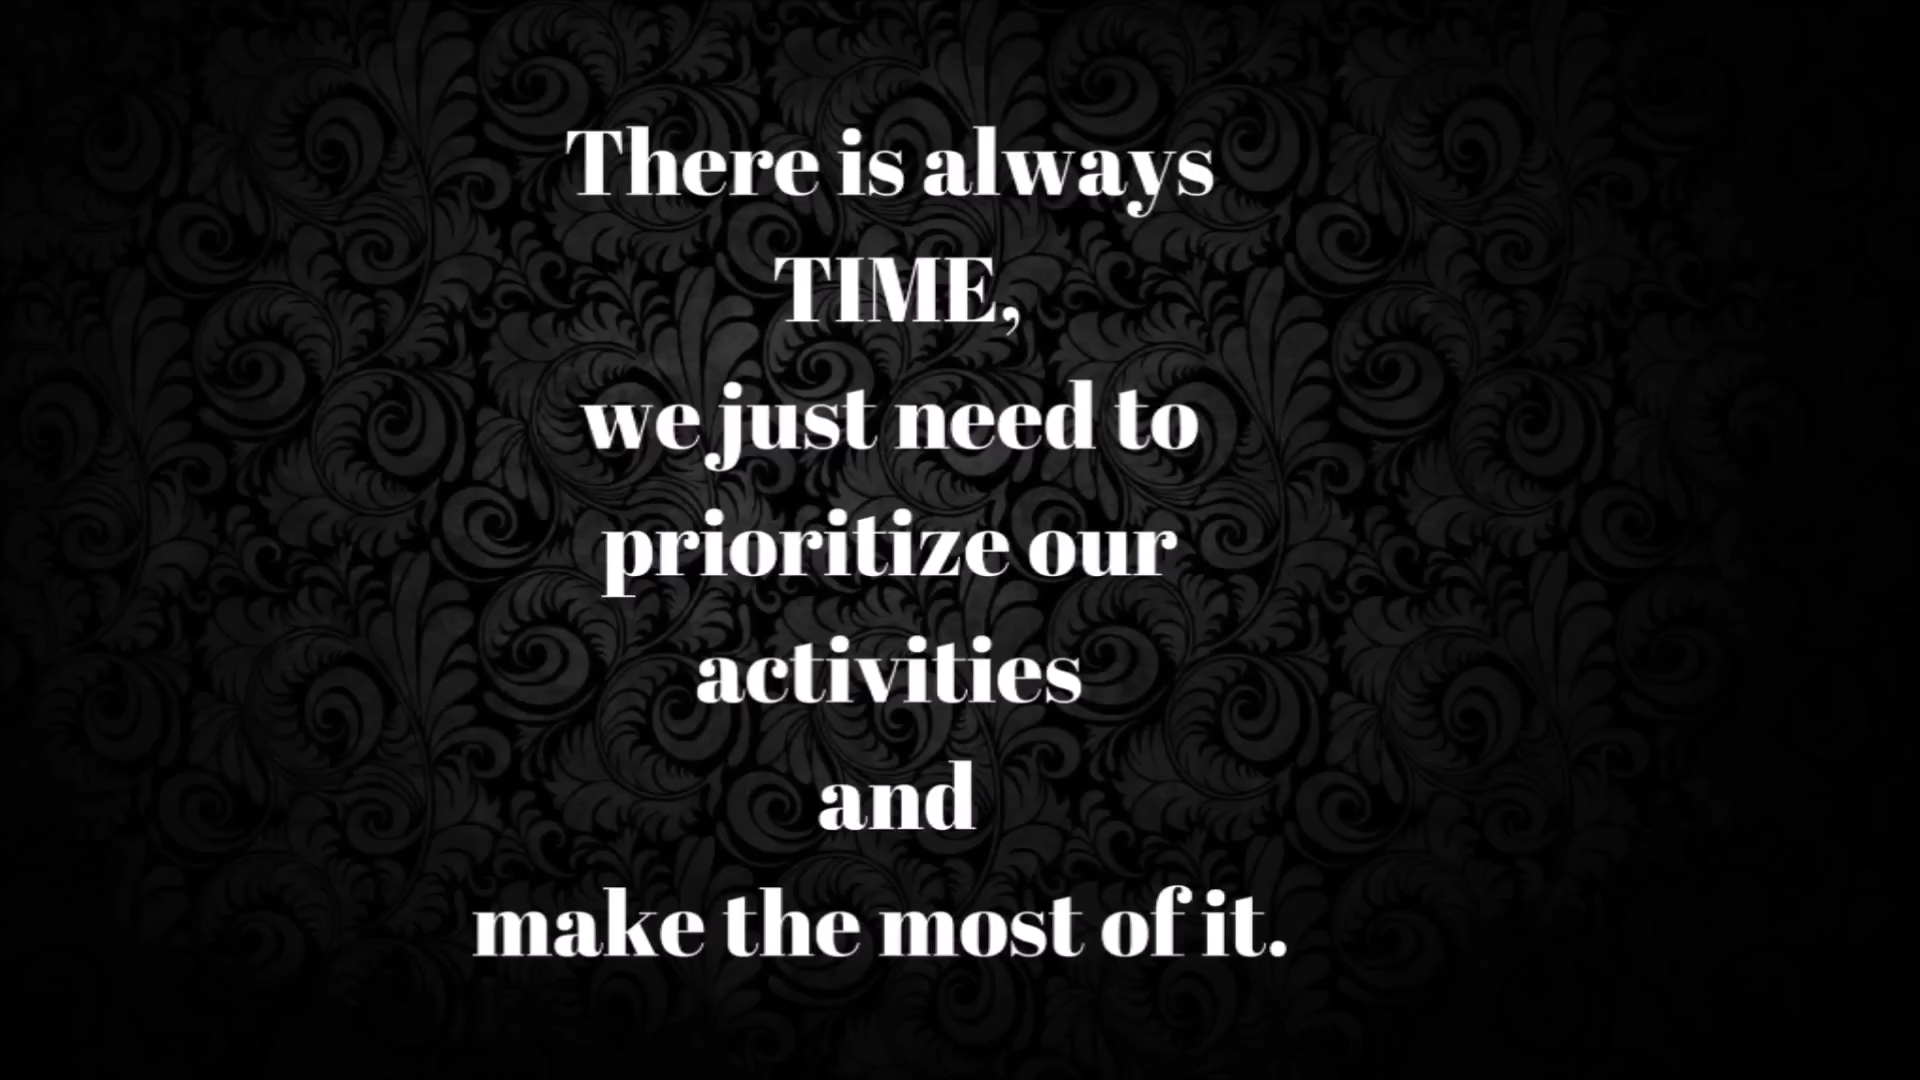 There is always
TIME,
we just need to
prioritize our
activities
and
make the most of it.